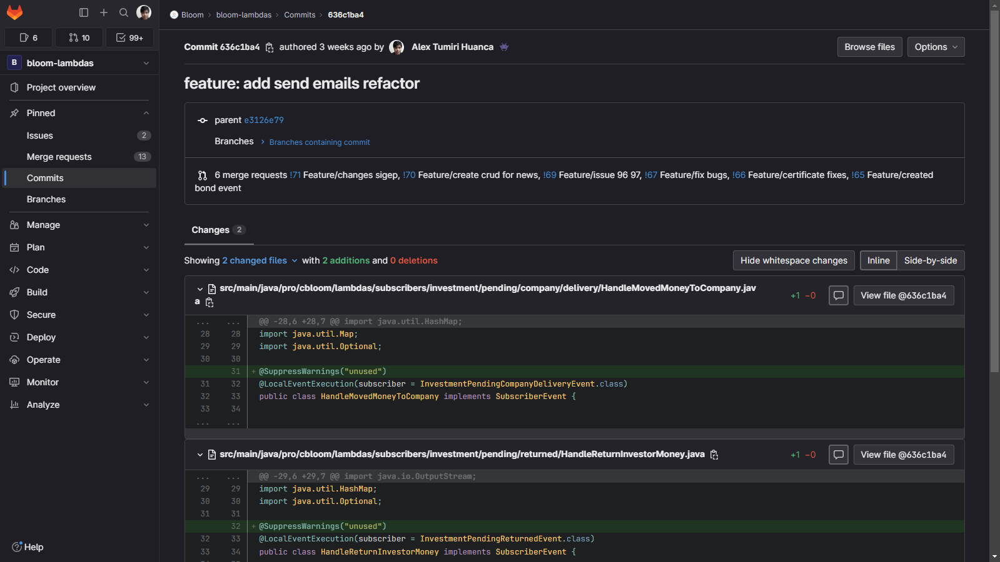 Bloom › bloom-lambdas › Commits › 636c1ba4
6 10 99+
B bloom-lambdas
Project overview
Pinned
Issues 2
Merge requests 13
Commits
Branches
Manage
Plan
Code
Build
Secure
Deploy
Operate
Monitor
Analyze
Help
Commit 636c1ba4 authored 3 weeks ago by Alex Tumiri Huanca
Browse files Options
feature: add send emails refactor
parent e3126e79
Branches Branches containing commit
6 merge requests !71 Feature/changes sigep, !70 Feature/create crud for news, !69 Feature/issue 96 97, !67 Feature/fix bugs, !66 Feature/certificate fixes, !65 Feature/created
bond event
Changes 2
Showing 2 changed files with 2 additions and 0 deletions
Hide whitespace changes Inline Side-by-side
src/main/java/pro/cbloom/lambdas/subscribers/investment/pending/company/delivery/HandleMovedMoneyToCompany.jav
a
+1 −0 View file @636c1ba4
... ... @@ -28,6 +28,7 @@ import java.util.HashMap;
28 28 import java.util.Map;
29 29 import java.util.Optional;
30 30
31 + @SuppressWarnings("unused")
31 32 @LocalEventExecution(subscriber = InvestmentPendingCompanyDeliveryEvent.class)
32 33 public class HandleMovedMoneyToCompany implements SubscriberEvent {
33 34
... ...
src/main/java/pro/cbloom/lambdas/subscribers/investment/pending/returned/HandleReturnInvestorMoney.java
+1 −0 View file @636c1ba4
... ... @@ -29,6 +29,7 @@ import java.io.OutputStream;
29 29 import java.util.HashMap;
30 30 import java.util.Optional;
31 31
32 + @SuppressWarnings("unused")
32 33 @LocalEventExecution(subscriber = InvestmentPendingReturnedEvent.class)
33 34 public class HandleReturnInvestorMoney implements SubscriberEvent {